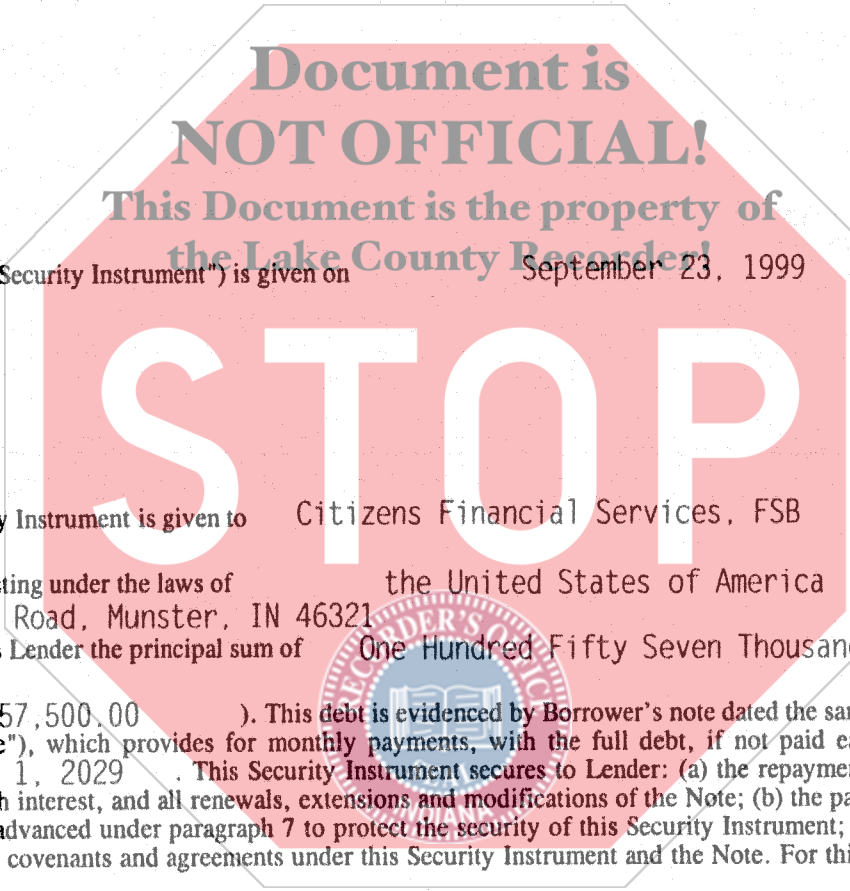 Document is
NOT OFFICIAL!
This Document is the property of
the Lake County Recorder!
Security Instrument") is given on September 23, 1999
STOP
Instrument is given to Citizens Financial Services, FSB
ting under the laws of the United States of America
Road, Munster, IN 46321
Lender the principal sum of One Hundred Fifty Seven Thousan
RECORDER'S OFFICE
57,500.00 ). This debt is evidenced by Borrower's note dated the sa
e"), which provides for monthly payments, with the full debt, if not paid e
1, 2029 . This Security Instrument secures to Lender: (a) the repayme
h interest, and all renewals, extensions and modifications of the Note; (b) the pa
advanced under paragraph 7 to protect the security of this Security Instrument;
INDIANA
covenants and agreements under this Security Instrument and the Note. For thi